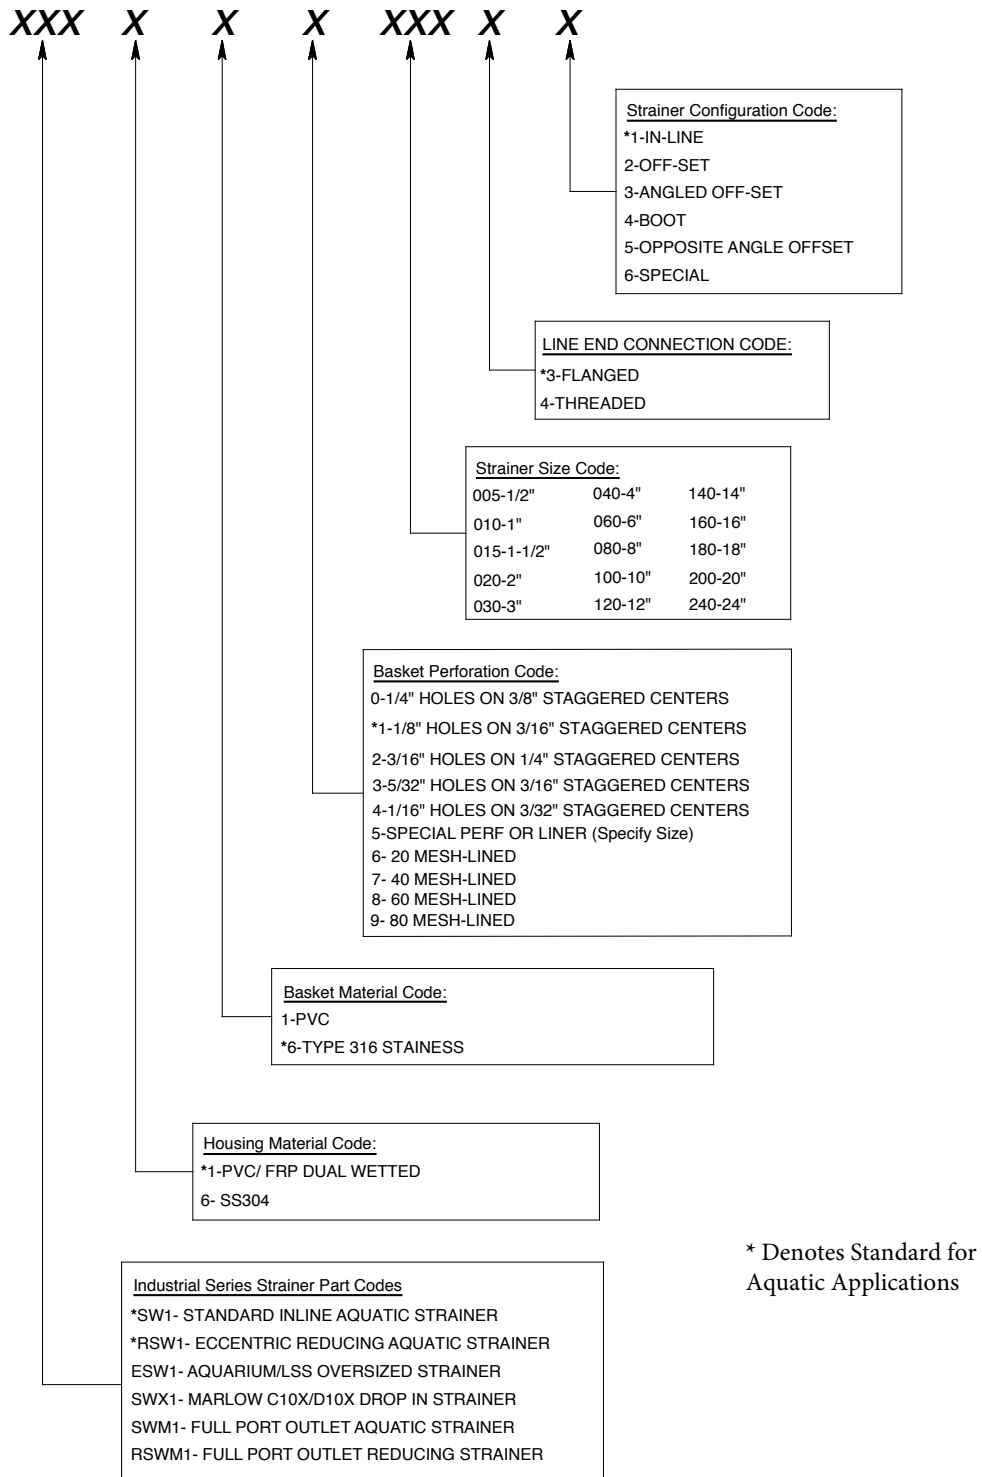 XXX X X X XXX X X
Strainer Configuration Code:
*1-IN-LINE
2-OFF-SET
3-ANGLED OFF-SET
4-BOOT
5-OPPOSITE ANGLE OFFSET
6-SPECIAL
LINE END CONNECTION CODE:
*3-FLANGED
4-THREADED
Strainer Size Code:
005-1/2" 040-4" 140-14"
010-1" 060-6" 160-16"
015-1-1/2" 080-8" 180-18"
020-2" 100-10" 200-20"
030-3" 120-12" 240-24"
Basket Perforation Code:
0-1/4" HOLES ON 3/8" STAGGERED CENTERS
*1-1/8" HOLES ON 3/16" STAGGERED CENTERS
2-3/16" HOLES ON 1/4" STAGGERED CENTERS
3-5/32" HOLES ON 3/16" STAGGERED CENTERS
4-1/16" HOLES ON 3/32" STAGGERED CENTERS
5-SPECIAL PERF OR LINER (Specify Size)
6- 20 MESH-LINED
7- 40 MESH-LINED
8- 60 MESH-LINED
9- 80 MESH-LINED
Basket Material Code:
1-PVC
*6-TYPE 316 STAINESS
Housing Material Code:
*1-PVC/ FRP DUAL WETTED
6- SS304
* Denotes Standard for
Aquatic Applications
Industrial Series Strainer Part Codes
*SW1- STANDARD INLINE AQUATIC STRAINER
*RSW1- ECCENTRIC REDUCING AQUATIC STRAINER
ESW1- AQUARIUM/LSS OVERSIZED STRAINER
SWX1- MARLOW C10X/D10X DROP IN STRAINER
SWM1- FULL PORT OUTLET AQUATIC STRAINER
RSWM1- FULL PORT OUTLET REDUCING STRAINER